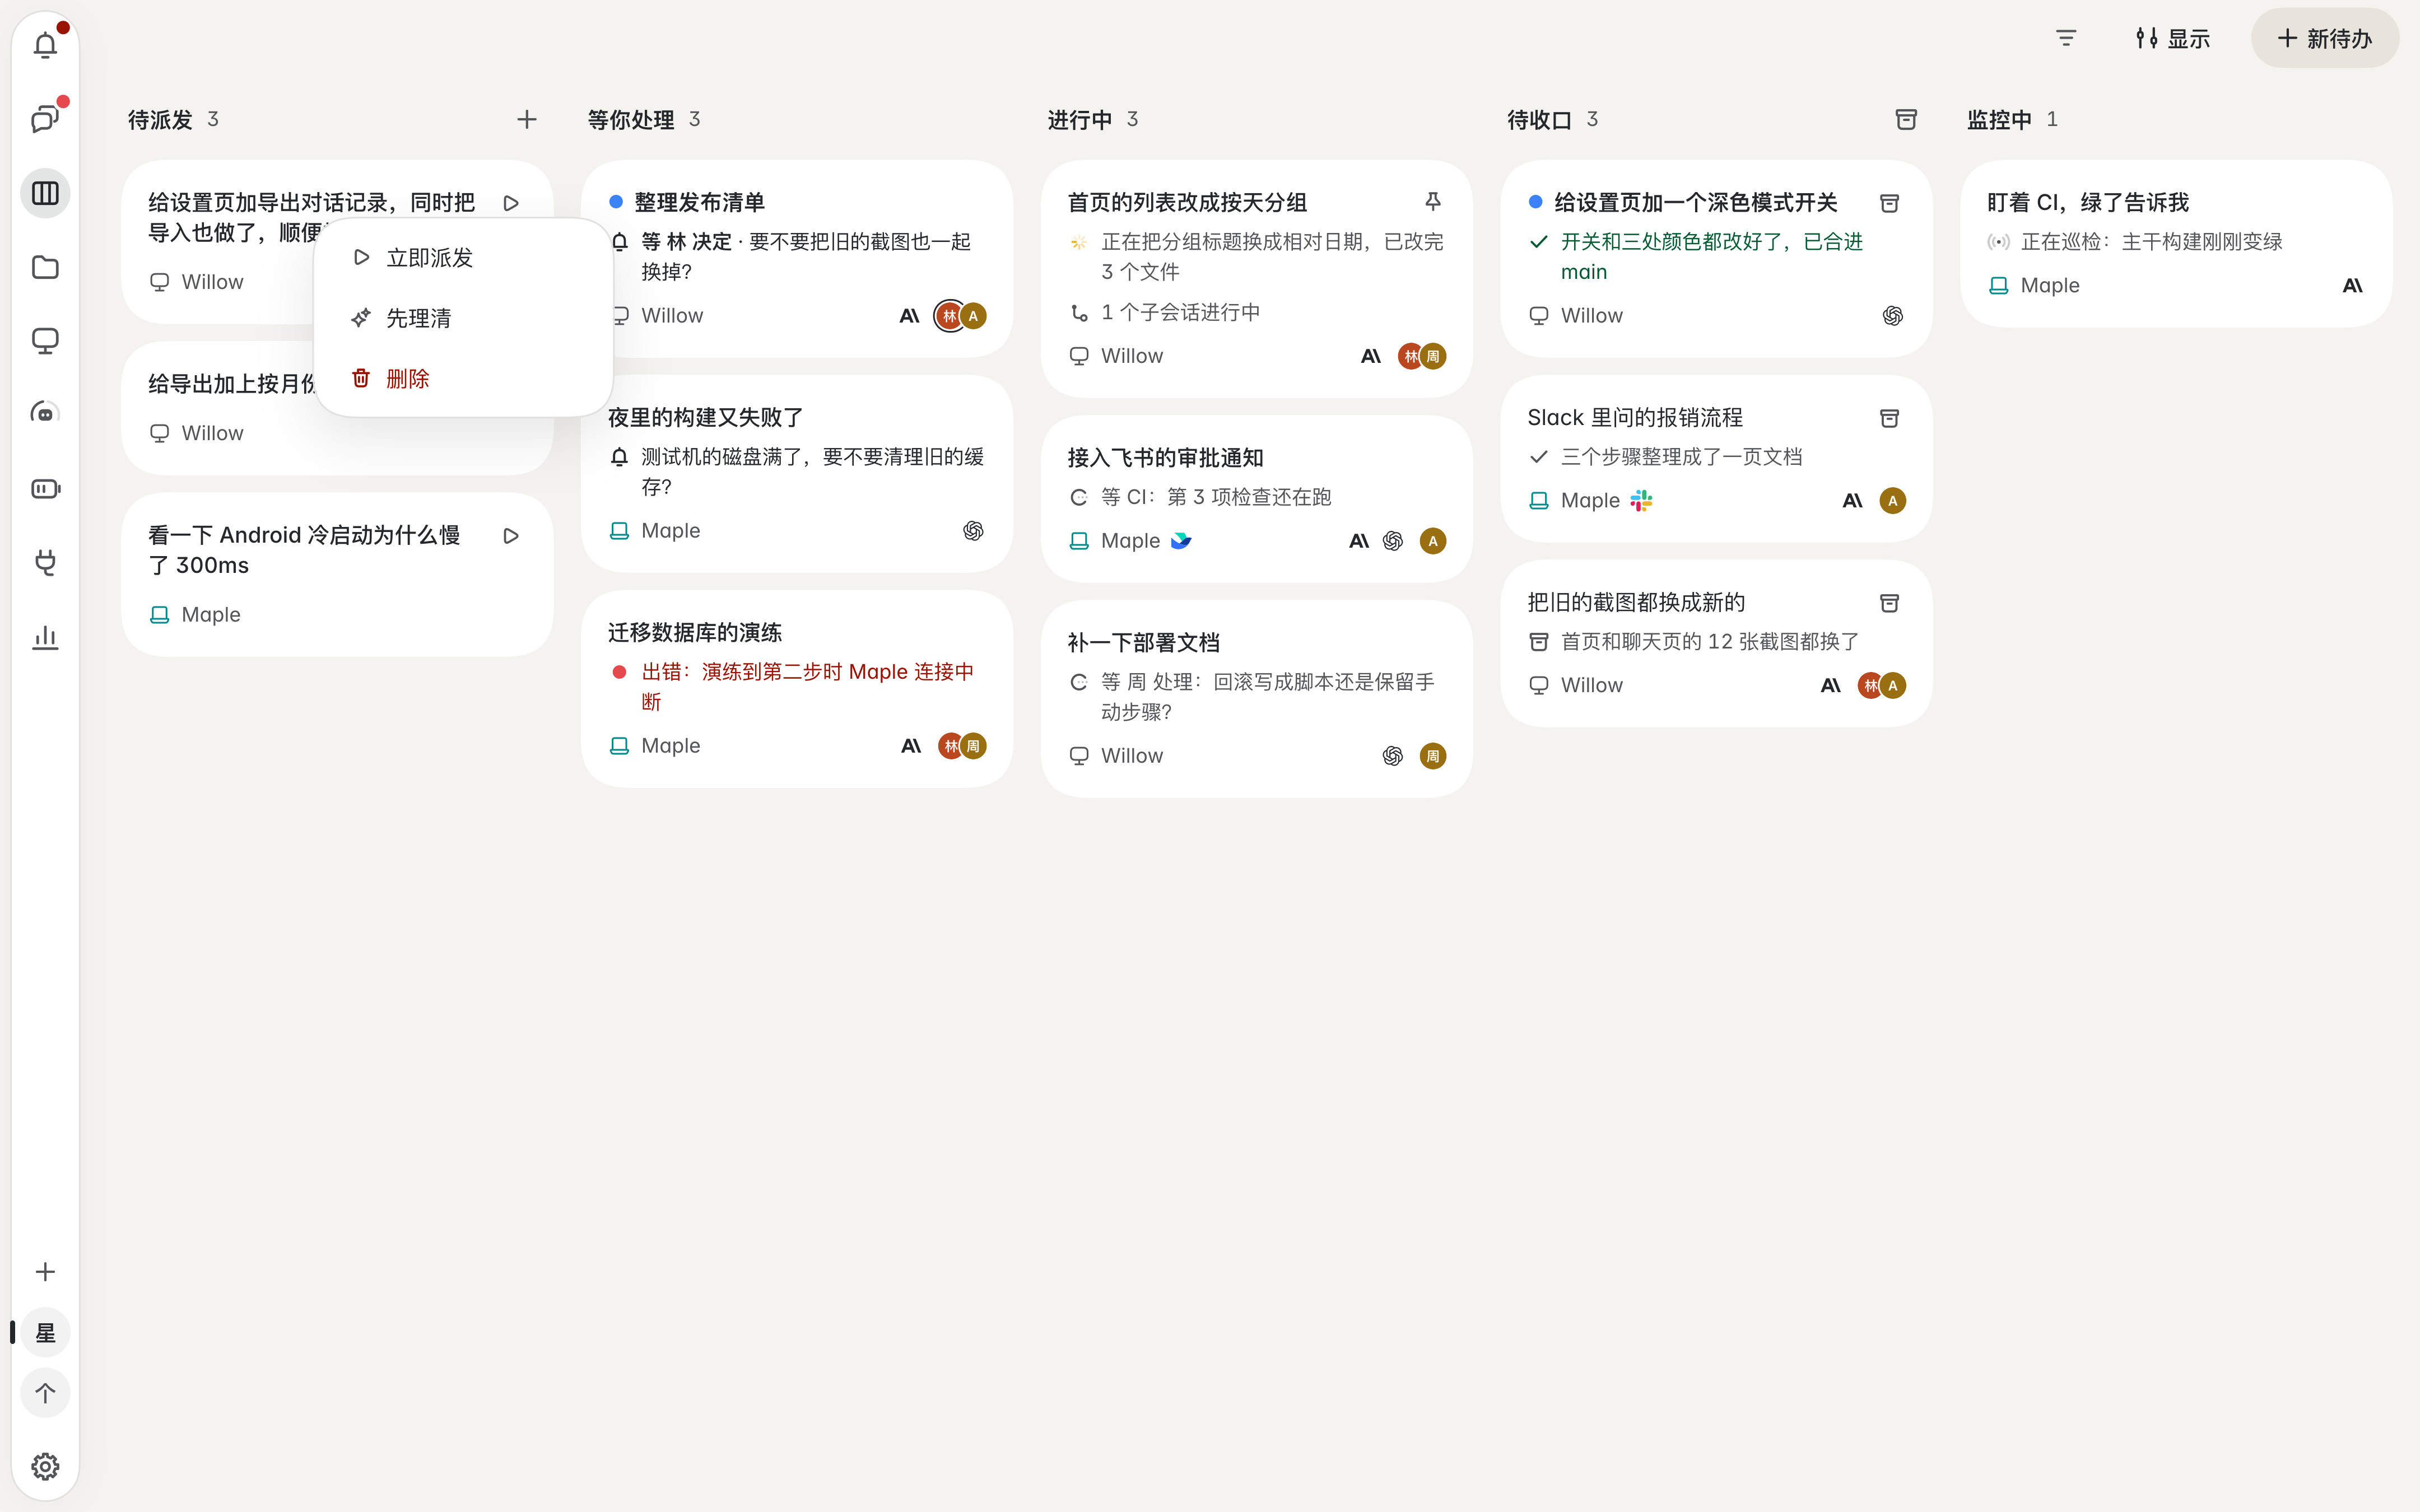 显示
新待办
待派发 3
给设置页加导出对话记录，同时把
导入也做了，顺便
Willow
给导出加上按月份
Willow
看一下 Android 冷启动为什么慢
了 300ms
Maple
立即派发
先理清
删除
等你处理 3
整理发布清单
等 林 决定 · 要不要把旧的截图也一起
换掉？
Willow
林 A
夜里的构建又失败了
测试机的磁盘满了，要不要清理旧的缓
存？
Maple
迁移数据库的演练
出错：演练到第二步时 Maple 连接中
断
Maple
林 周
进行中 3
首页的列表改成按天分组
正在把分组标题换成相对日期，已改完
3 个文件
1 个子会话进行中
Willow
林 周
接入飞书的审批通知
等 CI：第 3 项检查还在跑
Maple
A
补一下部署文档
等 周 处理：回滚写成脚本还是保留手
动步骤？
Willow
周
待收口 3
给设置页加一个深色模式开关
开关和三处颜色都改好了，已合进
main
Willow
Slack 里问的报销流程
三个步骤整理成了一页文档
Maple
A
把旧的截图都换成新的
首页和聊天页的 12 张截图都换了
Willow
林 A
监控中 1
盯着 CI，绿了告诉我
正在巡检：主干构建刚刚变绿
Maple
星
个